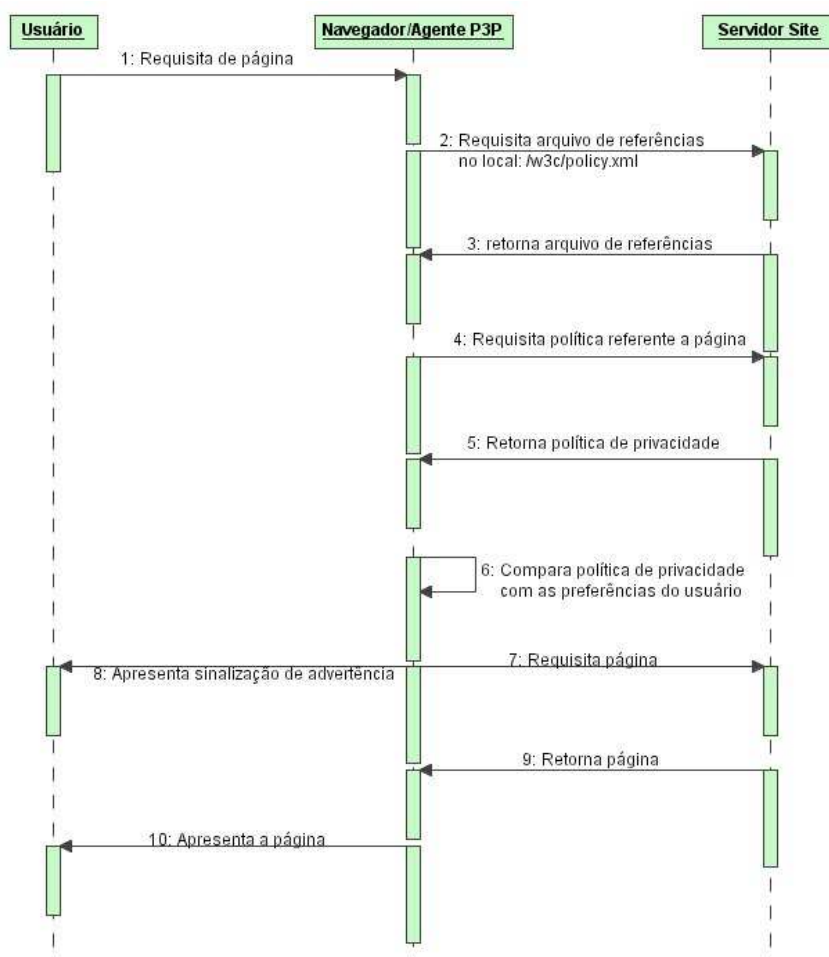 Usuário
Navegador/Agente P3P
Servidor Site
1: Requisita de página
2: Requisita arquivo de referências
no local: /w3c/policy.xml
3: retorna arquivo de referências
4: Requisita política referente a página
5: Retorna política de privacidade
6: Compara política de privacidade
com as preferências do usuário
7: Requisita página
8: Apresenta sinalização de advertência
9: Retorna página
10: Apresenta a página